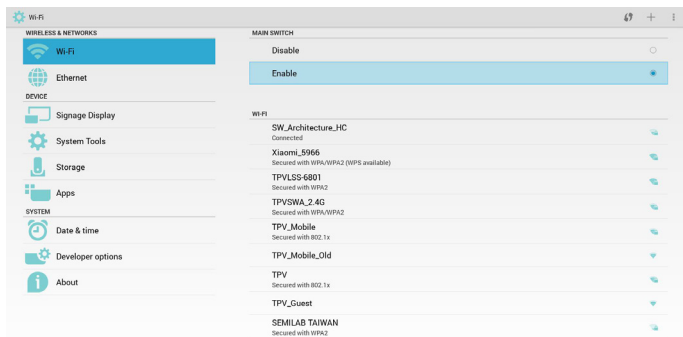 Wi-Fi
WIRELESS & NETWORKS
Wi-Fi
Ethernet
DEVICE
Signage Display
System Tools
Storage
Apps
SYSTEM
Date & time
Developer options
About
MAIN SWITCH
Disable
Enable
WI-FI
SW_Architecture_HC
Connected
Xiaomi_5966
Secured with WPA/WPA2 (WPS available)
TPVLSS-6801
Secured with WPA2
TPVSWA_2.4G
Secured with WPA/WPA2
TPV_Mobile
Secured with 802.1x
TPV_Mobile_Old
TPV
Secured with 802.1x
TPV_Guest
SEMILAB TAIWAN
Secured with WPA2